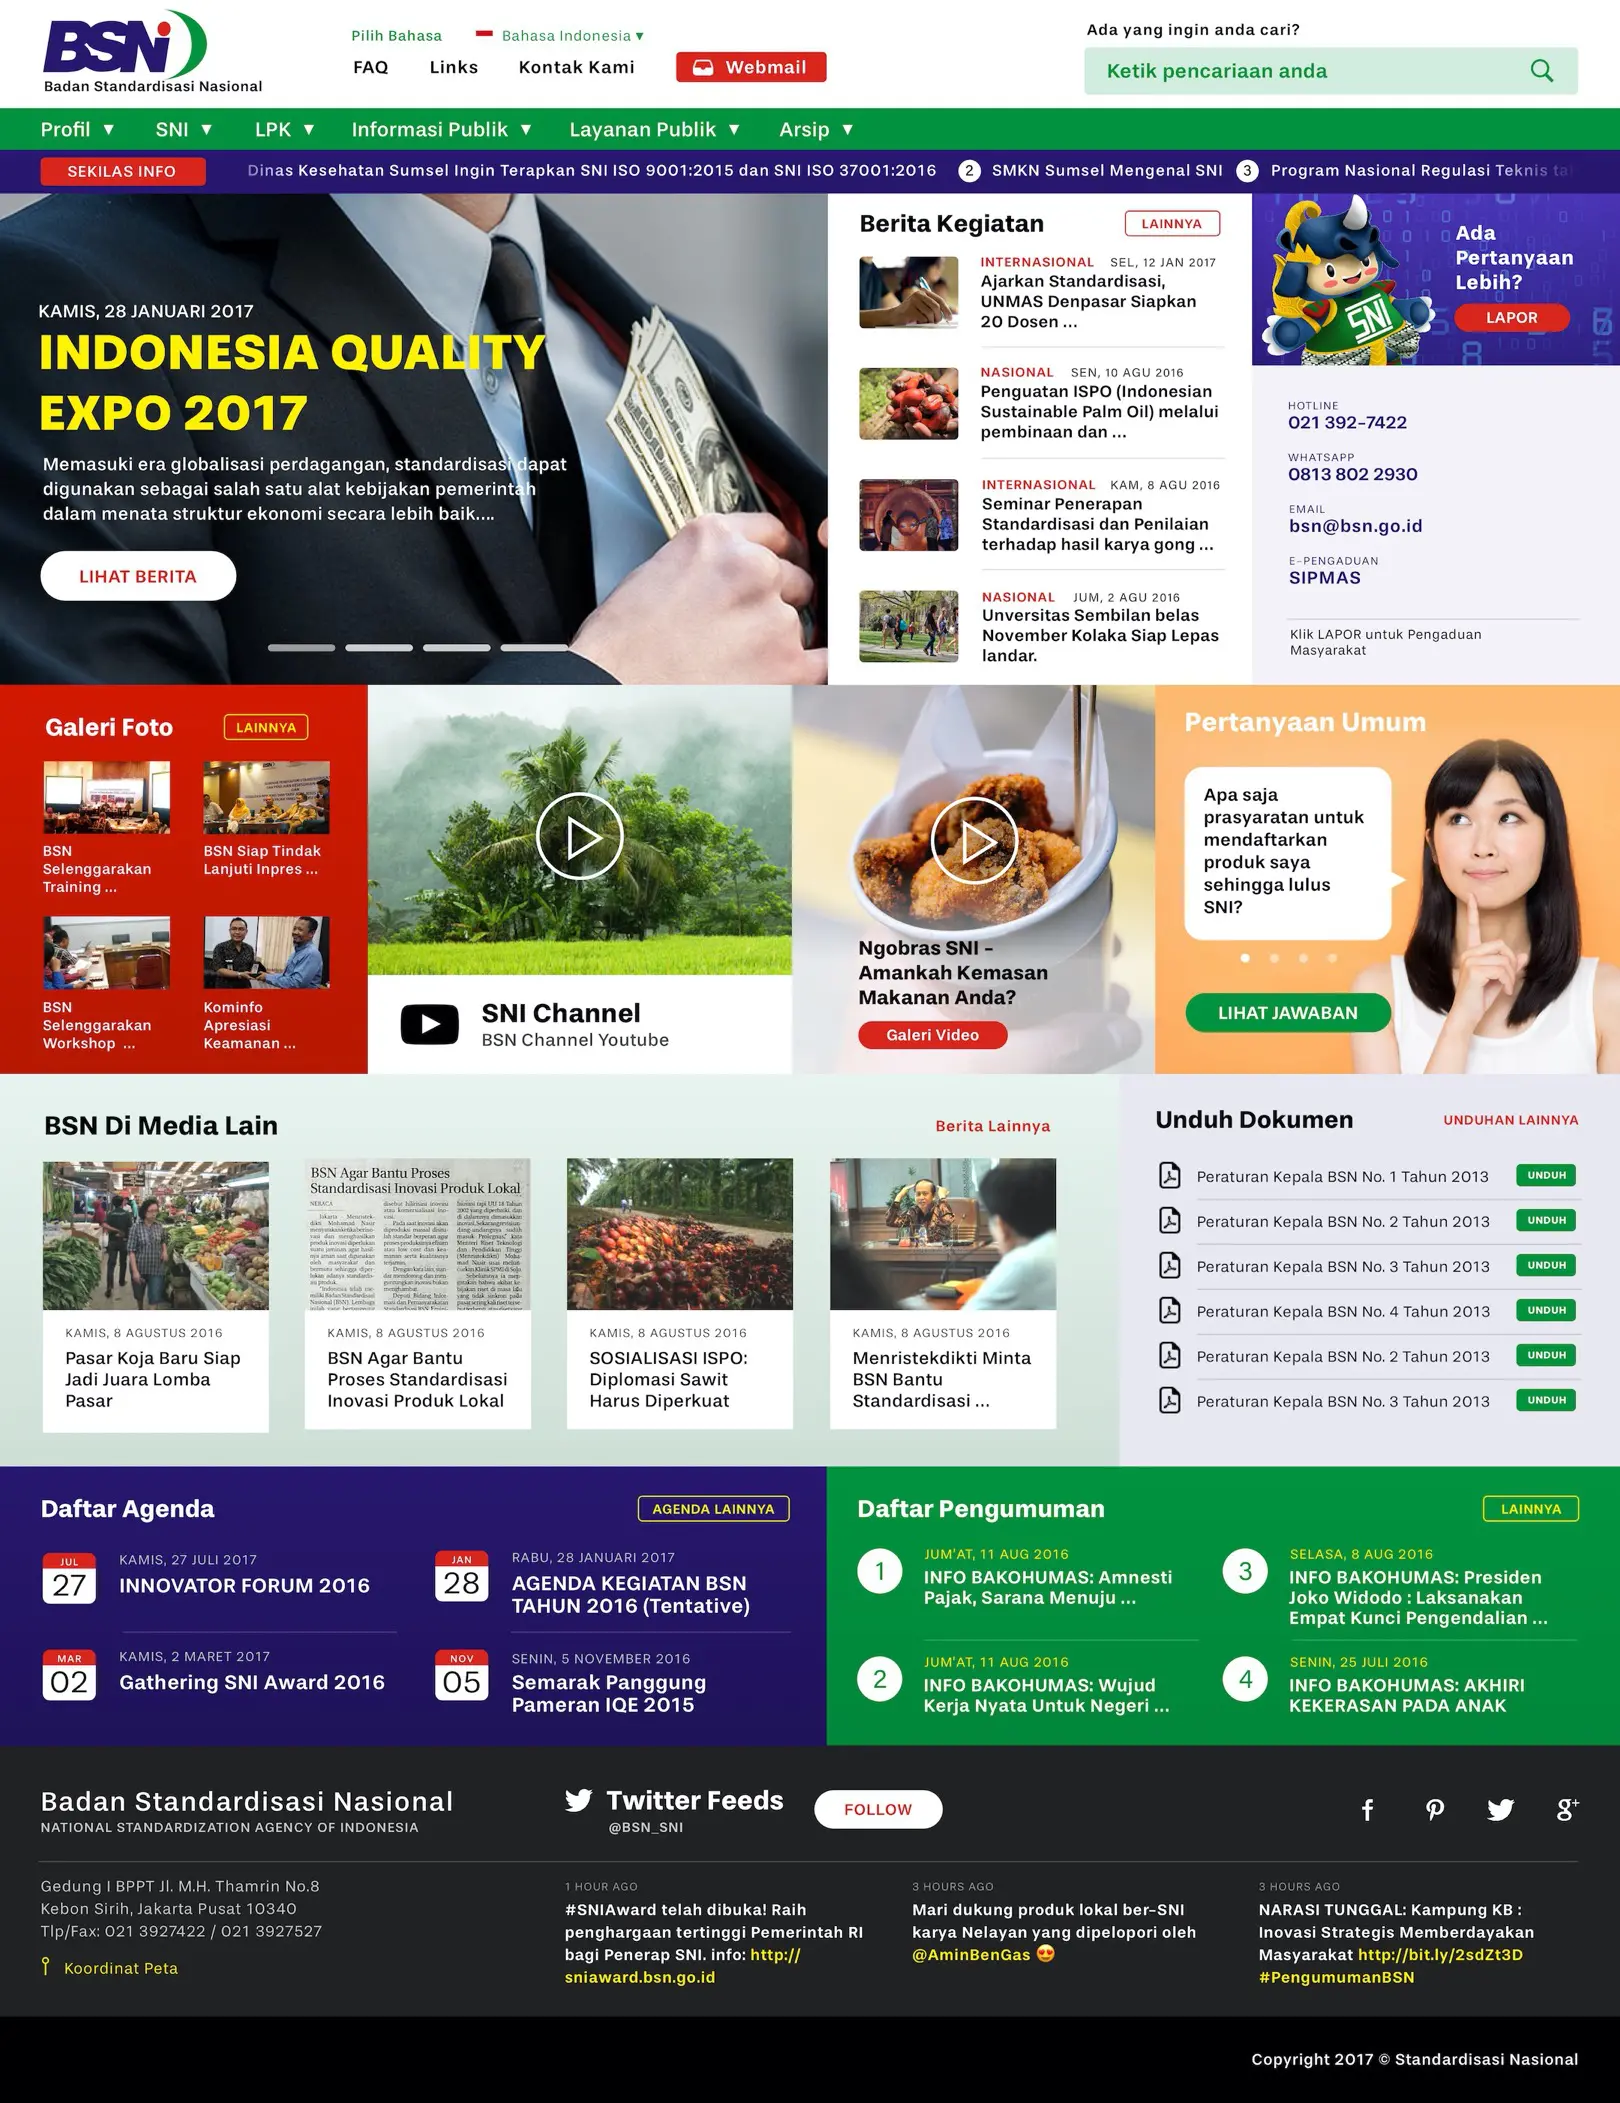 BSN
Badan Standardisasi Nasional
Pilih Bahasa
Bahasa Indonesia ▾
FAQ
Links
Kontak Kami
Webmail
Ada yang ingin anda cari?
Ketik pencariaan anda
Profil ▼
SNI ▼
LPK ▼
Informasi Publik ▼
Layanan Publik ▼
Arsip ▼
SEKILAS INFO
Dinas Kesehatan Sumsel Ingin Terapkan SNI ISO 9001:2015 dan SNI ISO 37001:2016
2 SMKN Sumsel Mengenal SNI
3 Program Nasional Regulasi Teknis
KAMIS, 28 JANUARI 2017
INDONESIA QUALITY
EXPO 2017
Memasuki era globalisasi perdagangan, standardisasi dapat
digunakan sebagai salah satu alat kebijakan pemerintah
dalam menata struktur ekonomi secara lebih baik....
LIHAT BERITA
Berita Kegiatan
LAINNYA
INTERNASIONAL SEL, 12 JAN 2017
Ajarkan Standardisasi,
UNMAS Denpasar Siapkan
20 Dosen ...
NASIONAL SEN, 10 AGU 2016
Penguatan ISPO (Indonesian
Sustainable Palm Oil) melalui
pembinaan dan ...
INTERNASIONAL KAM, 8 AGU 2016
Seminar Penerapan
Standardisasi dan Penilaian
terhadap hasil karya gong ...
NASIONAL JUM, 2 AGU 2016
Unversitas Sembilan belas
November Kolaka Siap Lepas
landar.
SNI
Ada
Pertanyaan
Lebih?
LAPOR
HOTLINE
021 392-7422
WHATSAPP
0813 802 2930
EMAIL
bsn@bsn.go.id
E-PENGADUAN
SIPMAS
Klik LAPOR untuk Pengaduan
Masyarakat
Galeri Foto
LAINNYA
BSN
Selenggarakan
Training ...
BSN Siap Tindak
Lanjuti Inpres ...
BSN
Selenggarakan
Workshop ...
Kominfo
Apresiasi
Keamanan ...
SNI Channel
BSN Channel Youtube
Ngobras SNI -
Amankah Kemasan
Makanan Anda?
Galeri Video
Pertanyaan Umum
Apa saja
prasyaratan untuk
mendaftarkan
produk saya
sehingga lulus
SNI?
LIHAT JAWABAN
BSN Di Media Lain
Berita Lainnya
KAMIS, 8 AGUSTUS 2016
Pasar Koja Baru Siap
Jadi Juara Lomba
Pasar
BSN Agar Bantu Proses
Standardisasi Inovasi Produk Lokal
KAMIS, 8 AGUSTUS 2016
BSN Agar Bantu
Proses Standardisasi
Inovasi Produk Lokal
KAMIS, 8 AGUSTUS 2016
SOSIALISASI ISPO:
Diplomasi Sawit
Harus Diperkuat
KAMIS, 8 AGUSTUS 2016
Menristekdikti Minta
BSN Bantu
Standardisasi ...
Unduh Dokumen
UNDUHAN LAINNYA
Peraturan Kepala BSN No. 1 Tahun 2013 UNDUH
Peraturan Kepala BSN No. 2 Tahun 2013 UNDUH
Peraturan Kepala BSN No. 3 Tahun 2013 UNDUH
Peraturan Kepala BSN No. 4 Tahun 2013 UNDUH
Peraturan Kepala BSN No. 2 Tahun 2013 UNDUH
Peraturan Kepala BSN No. 3 Tahun 2013 UNDUH
Daftar Agenda
AGENDA LAINNYA
JUL
27
KAMIS, 27 JULI 2017
INNOVATOR FORUM 2016
JAN
28
RABU, 28 JANUARI 2017
AGENDA KEGIATAN BSN
TAHUN 2016 (Tentative)
MAR
02
KAMIS, 2 MARET 2017
Gathering SNI Award 2016
NOV
05
SENIN, 5 NOVEMBER 2016
Semarak Panggung
Pameran IQE 2015
Daftar Pengumuman
LAINNYA
1
JUM'AT, 11 AUG 2016
INFO BAKOHUMAS: Amnesti
Pajak, Sarana Menuju ...
3
SELASA, 8 AUG 2016
INFO BAKOHUMAS: Presiden
Joko Widodo : Laksanakan
Empat Kunci Pengendalian ...
2
JUM'AT, 11 AUG 2016
INFO BAKOHUMAS: Wujud
Kerja Nyata Untuk Negeri ...
4
SENIN, 25 JULI 2016
INFO BAKOHUMAS: AKHIRI
KEKERASAN PADA ANAK
Badan Standardisasi Nasional
NATIONAL STANDARDIZATION AGENCY OF INDONESIA
Twitter Feeds
@BSN_SNI
FOLLOW
Gedung I BPPT Jl. M.H. Thamrin No.8
Kebon Sirih, Jakarta Pusat 10340
Tlp/Fax: 021 3927422 / 021 3927527
Koordinat Peta
1 HOUR AGO
#SNIAward telah dibuka! Raih
penghargaan tertinggi Pemerintah RI
bagi Penerap SNI. info: http://
sniaward.bsn.go.id
3 HOURS AGO
Mari dukung produk lokal ber-SNI
karya Nelayan yang dipelopori oleh
@AminBenGas 😍
3 HOURS AGO
NARASI TUNGGAL: Kampung KB :
Inovasi Strategis Memberdayakan
Masyarakat http://bit.ly/2sdZt3D
#PengumumanBSN
Copyright 2017 © Standardisasi Nasional